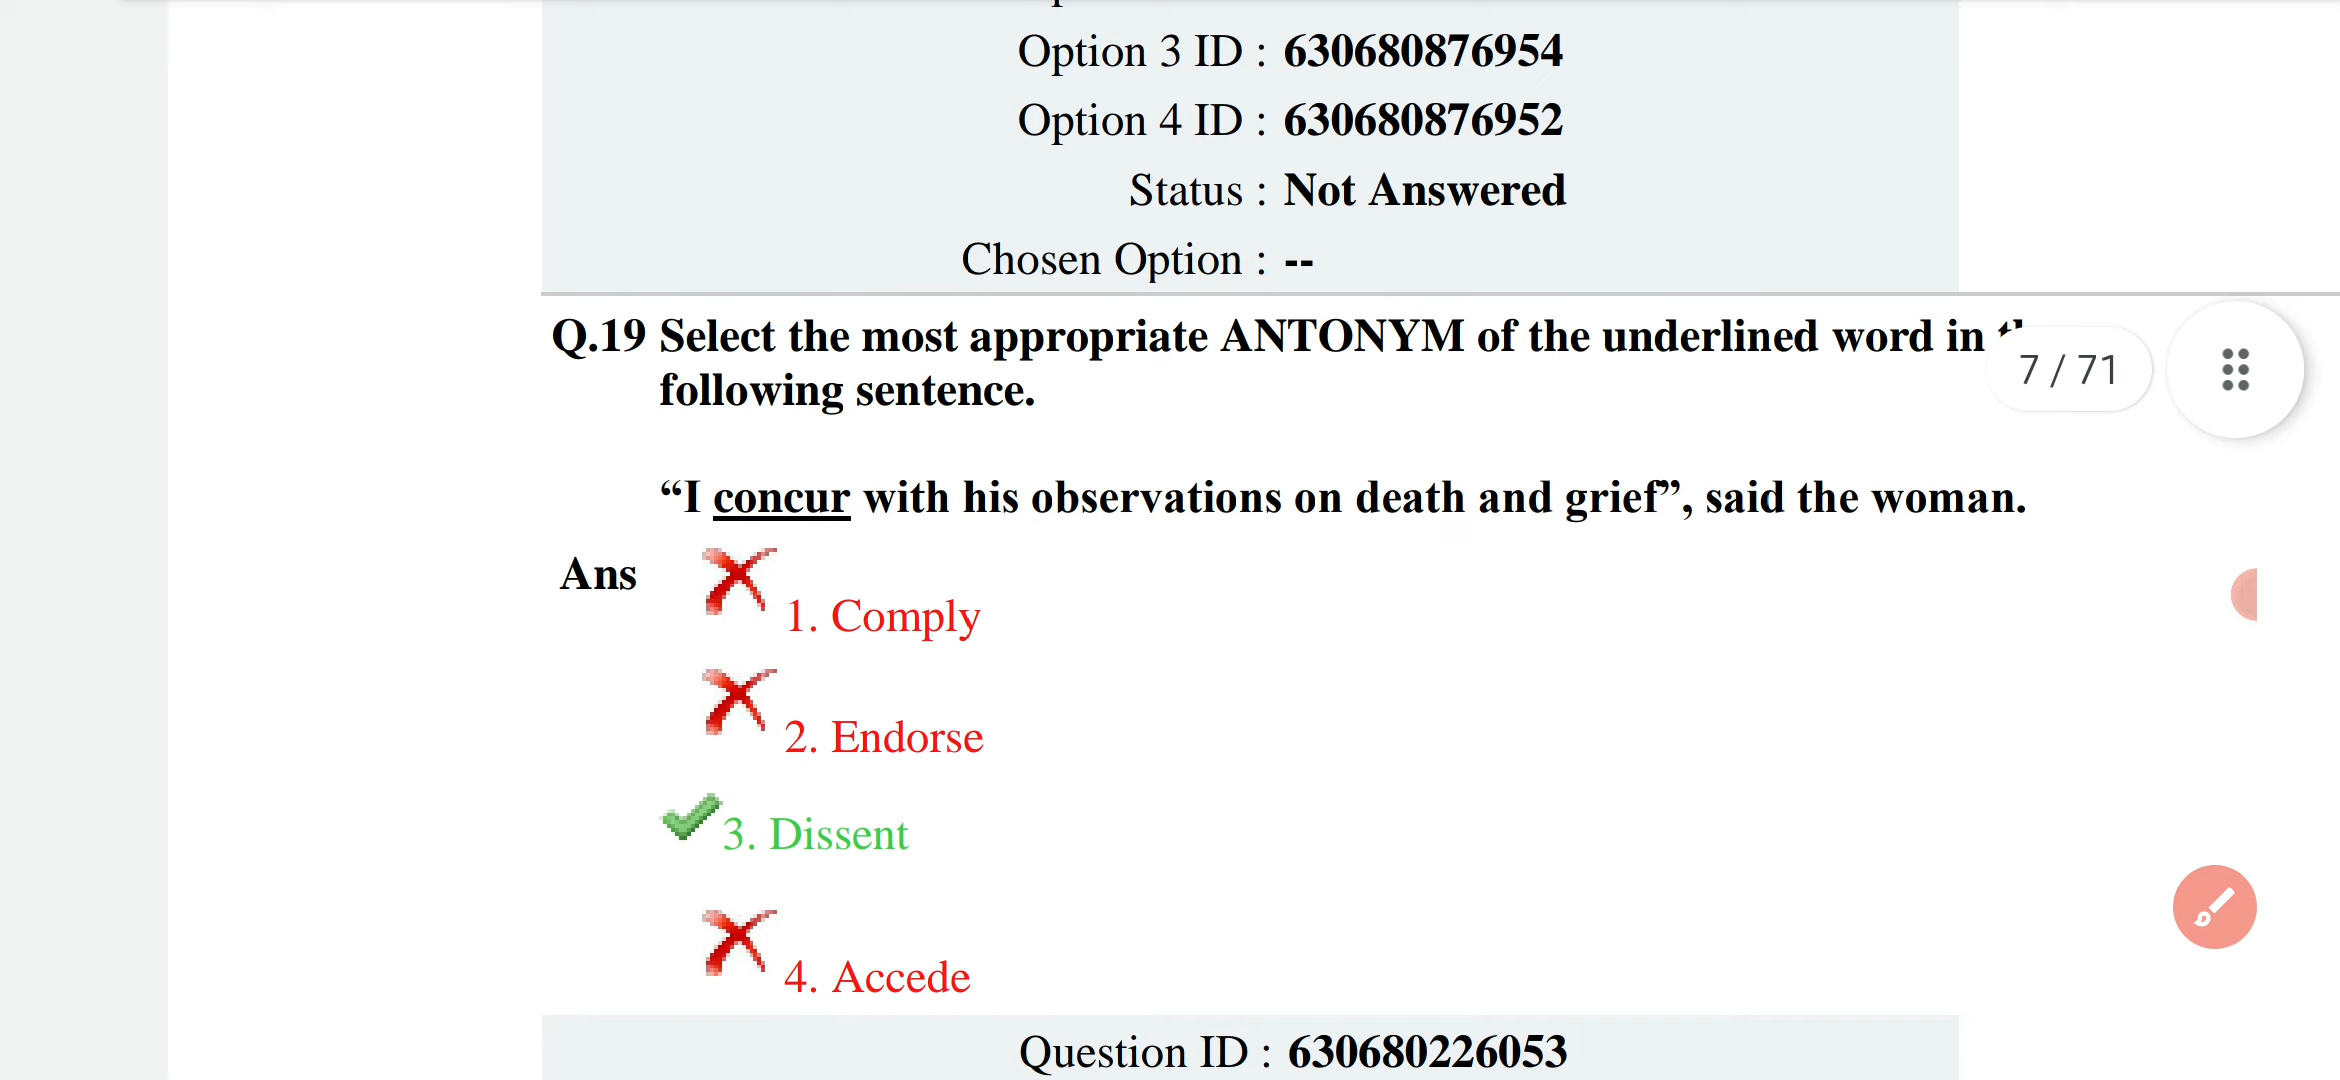 Option 3 ID : 630680876954
Option 4 ID : 630680876952
Status : Not Answered
Chosen Option : --
Q.19 Select the most appropriate ANTONYM of the underlined word in
7 / 71
following sentence.
“I concur with his observations on death and grief”, said the woman.
Ans
1. Comply
2. Endorse
3. Dissent
4. Accede
Question ID : 630680226053